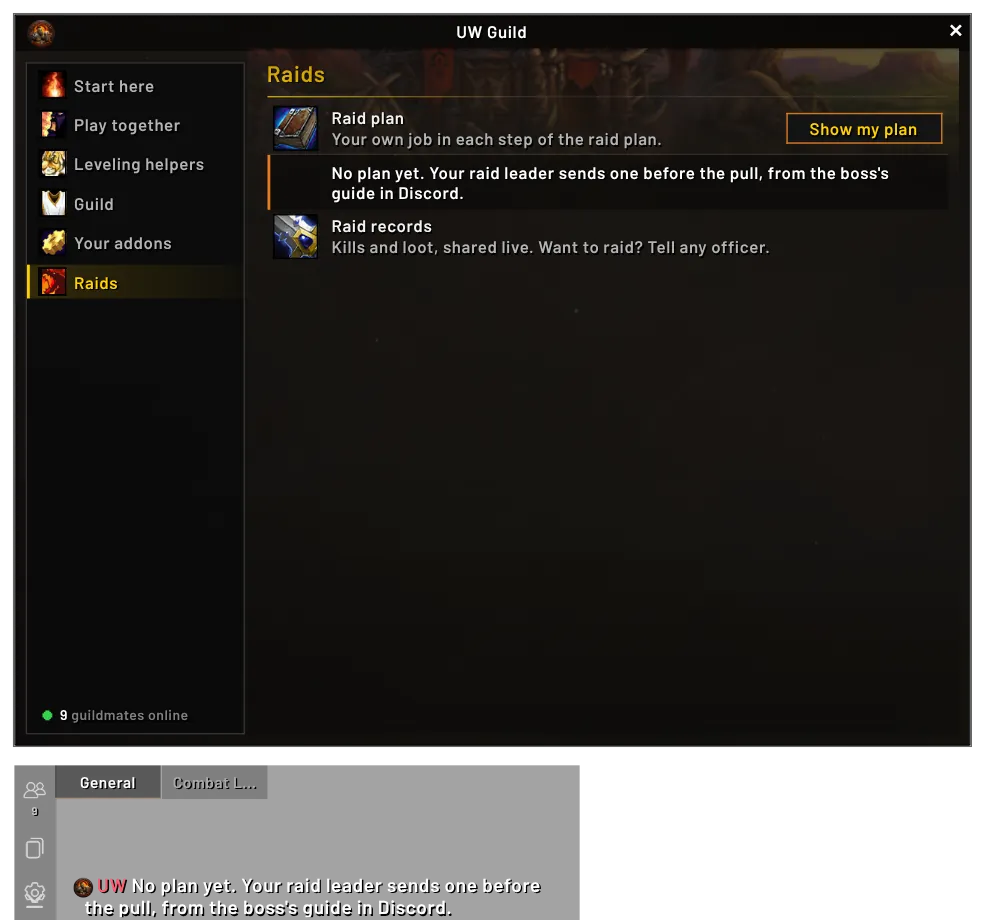 UW Guild
Start here
Play together
Leveling helpers
Guild
Your addons
Raids
9 guildmates online
Raids
Raid plan
Your own job in each step of the raid plan.
Show my plan
No plan yet. Your raid leader sends one before the pull, from the boss's
guide in Discord.
Raid records
Kills and loot, shared live. Want to raid? Tell any officer.
General
Combat L...
9
UW No plan yet. Your raid leader sends one before
the pull, from the boss's guide in Discord.